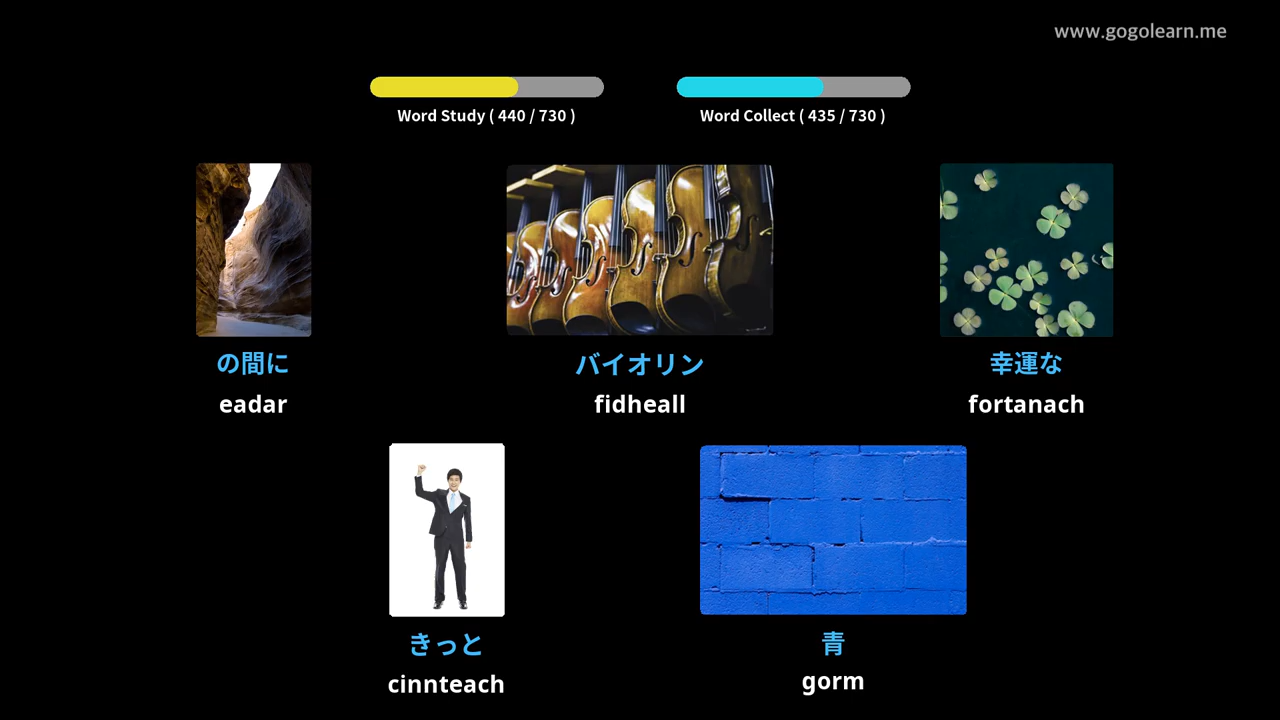 www.gogolearn.me
Word Study ( 440 / 730 )
Word Collect ( 435 / 730 )
の間に
eadar
バイオリン
fidheall
幸運な
fortanach
きっと
cinnteach
青
gorm